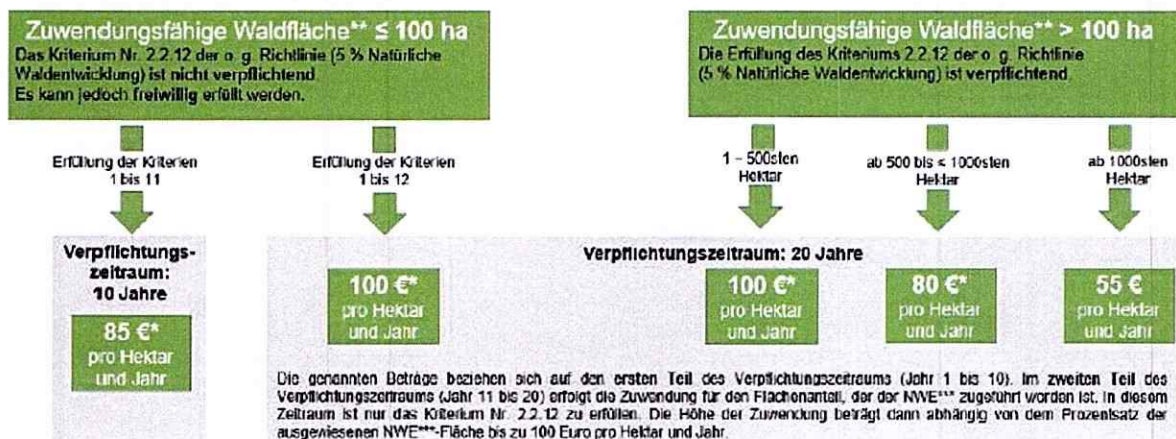 Zuwendungsfähige Waldfläche** ≤ 100 ha
Das Kriterium Nr. 2.2.12 der o. g. Richtlinie (5 % Natürliche
Waldentwicklung) ist nicht verpflichtend.
Es kann jedoch freiwillig erfüllt werden.
Zuwendungsfähige Waldfläche** > 100 ha
Die Erfüllung des Kriteriums 2.2.12 der o. g. Richtlinie
(5 % Natürliche Waldentwicklung) ist verpflichtend.
Erfüllung der Kriterien
1 bis 11
Erfüllung der Kriterien
1 bis 12
1 – 500sten
Hektar
ab 500 bis < 1000sten
Hektar
ab 1000sten
Hektar
Verpflichtungs-
zeitraum:
10 Jahre
85 €*
pro Hektar
und Jahr
Verpflichtungszeitraum: 20 Jahre
100 €*
pro Hektar
und Jahr
100 €*
pro Hektar
und Jahr
80 €*
pro Hektar
und Jahr
55 €
pro Hektar
und Jahr
Die genannten Beträge beziehen sich auf den ersten Teil des Verpflichtungszeitraums (Jahr 1 bis 10). Im zweiten Teil des
Verpflichtungszeitraums (Jahr 11 bis 20) erfolgt die Zuwendung für den Flächenanteil, der der NWE*** zugeführt worden ist. In diesem
Zeitraum ist nur das Kriterium Nr. 2.2.12 zu erfüllen. Die Höhe der Zuwendung beträgt dann abhängig von dem Prozentsatz der
ausgewiesenen NWE***-Fläche bis zu 100 Euro pro Hektar und Jahr.